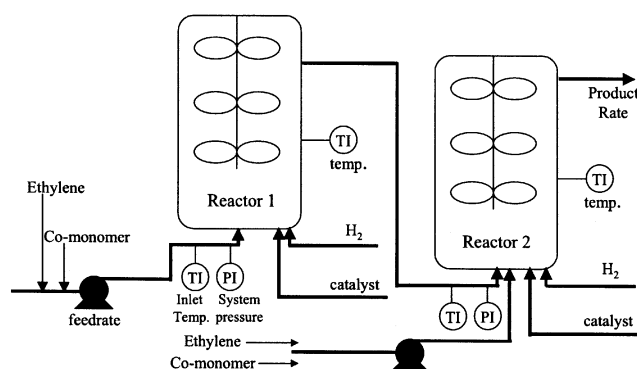 Product
Rate
TI
temp.
TI
temp.
Reactor 1
Ethylene
Co-monomer
H2
Reactor 2
TI
PI
Inlet
Temp.
System
pressure
feedrate
catalyst
H2
TI
PI
catalyst
Ethylene
Co-monomer